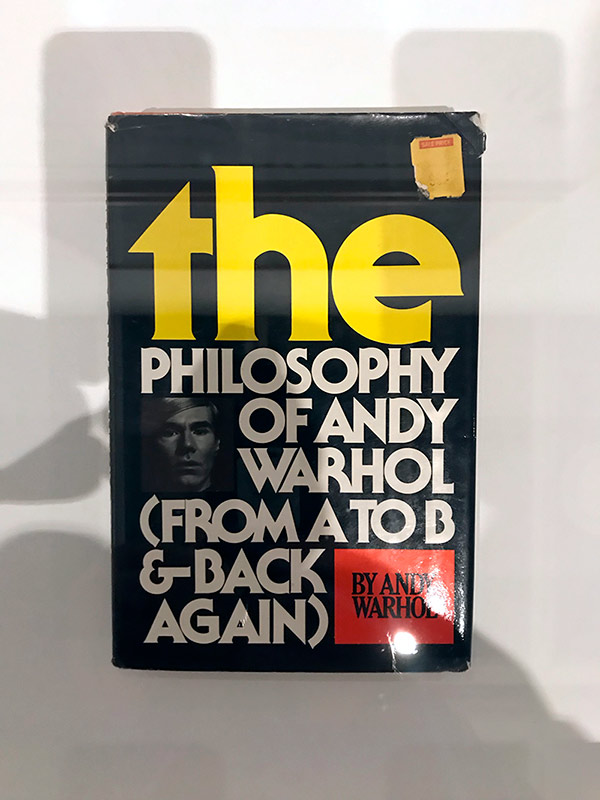 the
PHILOSOPHY
OF ANDY
WARHOL
(FROM A TO B
& BACK
AGAIN)
BY ANDY
WARHOL